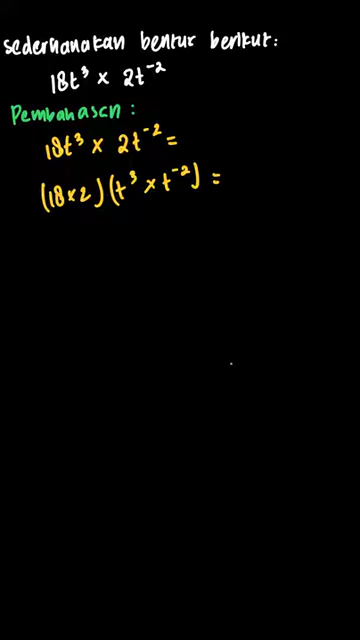 sederhanakan bentuk berikut:
18t³ × 2t⁻²
Pembahasan :
18t³ × 2t⁻² =
(18×2) (t³ × t⁻²) =